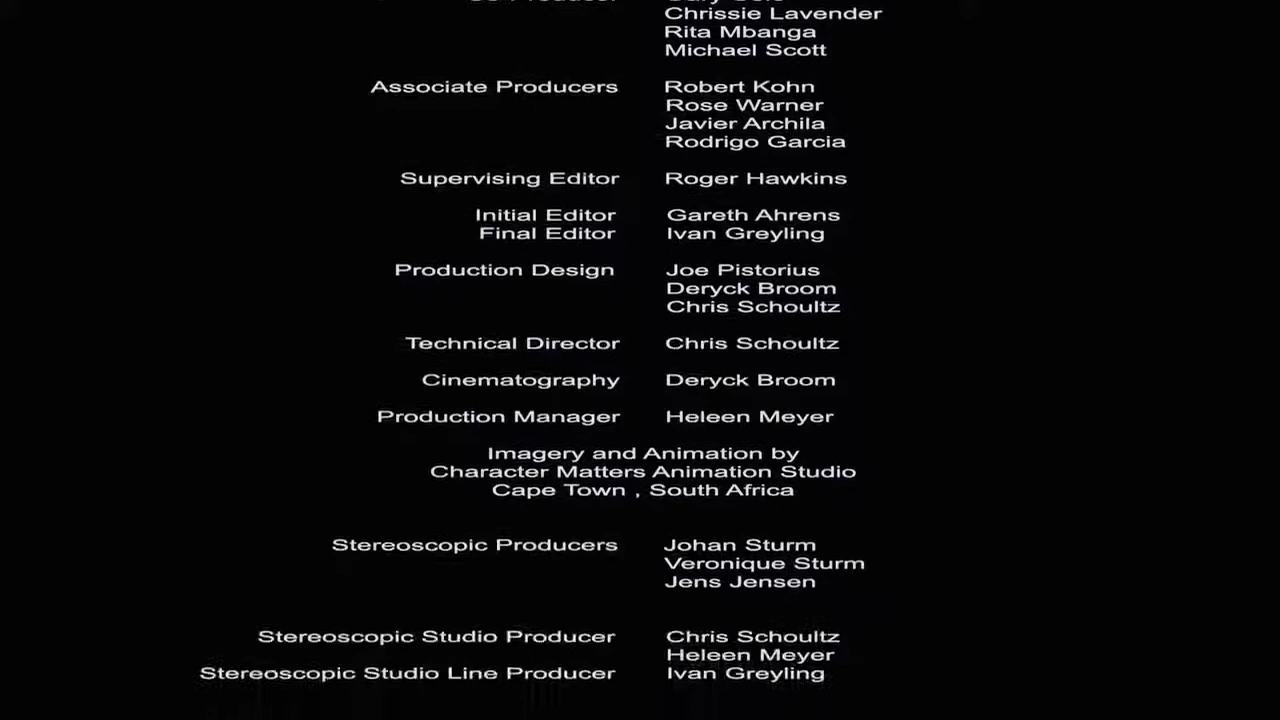 Chrissie Lavender
Rita Mbanga
Michael Scott
Associate Producers Robert Kohn
Rose Warner
Javier Archila
Rodrigo Garcia
Supervising Editor Roger Hawkins
Initial Editor Gareth Ahrens
Final Editor Ivan Greyling
Production Design Joe Pistorius
Deryck Broom
Chris Schoultz
Technical Director Chris Schoultz
Cinematography Deryck Broom
Production Manager Heleen Meyer
Imagery and Animation by
Character Matters Animation Studio
Cape Town , South Africa
Stereoscopic Producers Johan Sturm
Veronique Sturm
Jens Jensen
Stereoscopic Studio Producer Chris Schoultz
Heleen Meyer
Stereoscopic Studio Line Producer Ivan Greyling